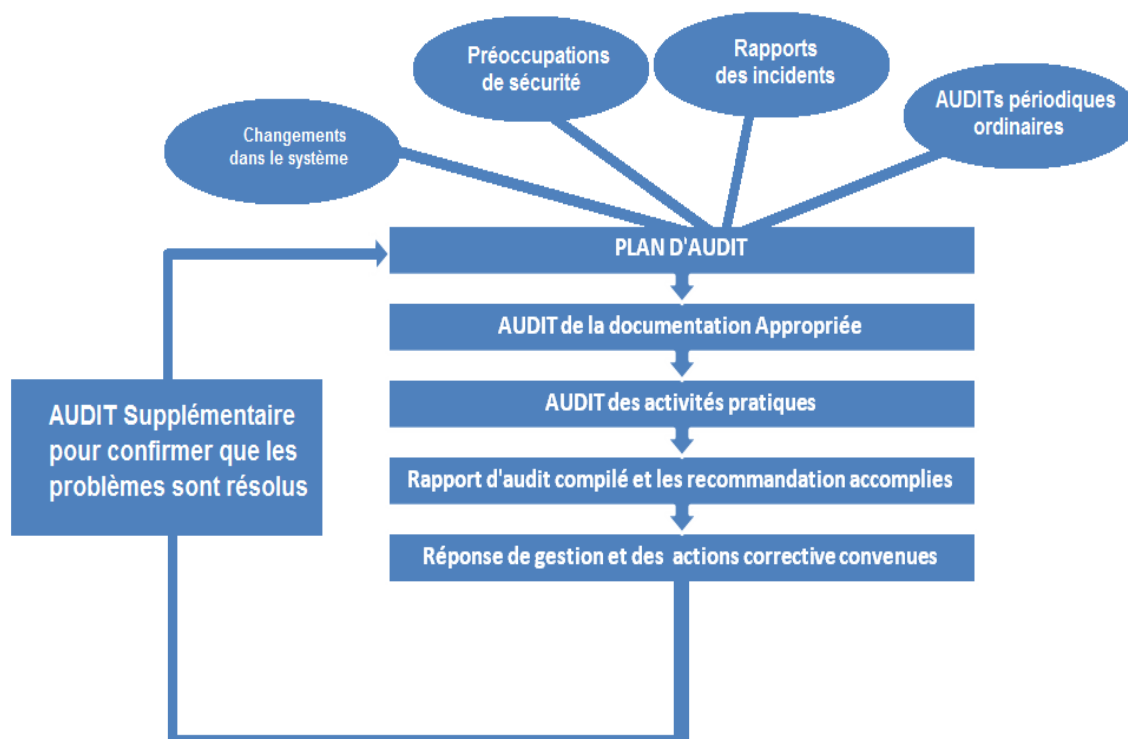 Préoccupations
de sécurité
Rapports
des incidents
AUDITs périodiques
ordinaires
Changements
dans le système
PLAN D'AUDIT
AUDIT de la documentation Appropriée
AUDIT des activités pratiques
Rapport d'audit compilé et les recommandation accomplies
Réponse de gestion et des actions corrective convenues
AUDIT Supplémentaire
pour confirmer que les
problèmes sont résolus